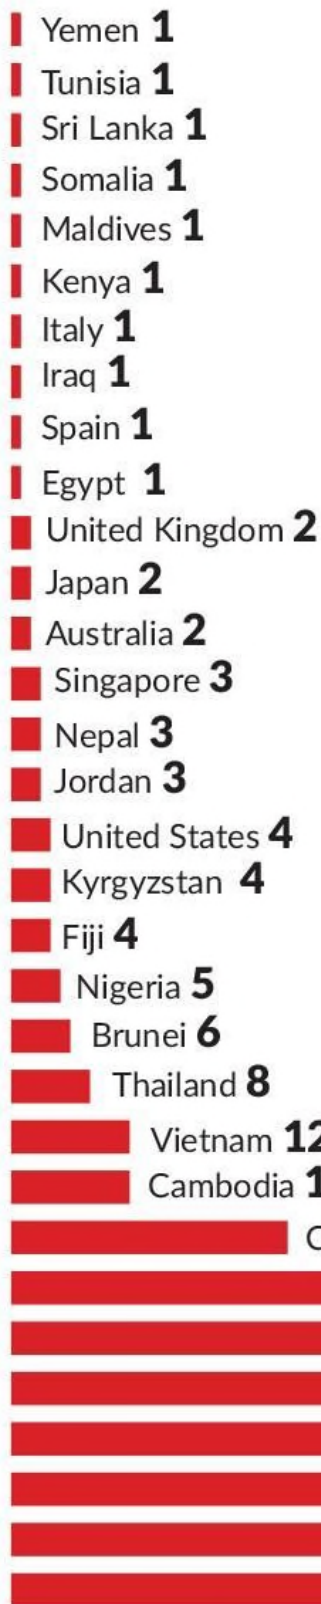 Yemen 1
Tunisia 1
Sri Lanka 1
Somalia 1
Maldives 1
Kenya 1
Italy 1
Iraq 1
Spain 1
Egypt 1
United Kingdom 2
Japan 2
Australia 2
Singapore 3
Nepal 3
Jordan 3
United States 4
Kyrgyzstan 4
Fiji 4
Nigeria 5
Brunei 6
Thailand 8
Vietnam 12
Cambodia 1